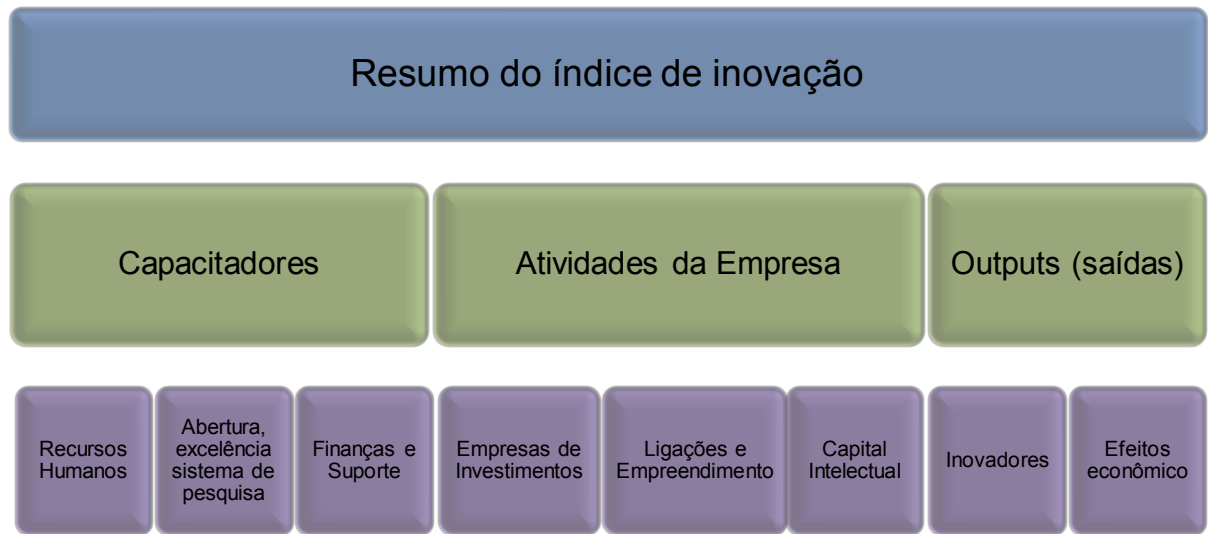 Resumo do índice de inovação
Capacitadores
Atividades da Empresa
Outputs (saídas)
Recursos
Humanos
Abertura,
excelência
sistema de
pesquisa
Finanças e
Suporte
Empresas de
Investimentos
Ligações e
Empreendimento
Capital
Intelectual
Inovadores
Efeitos
econômico